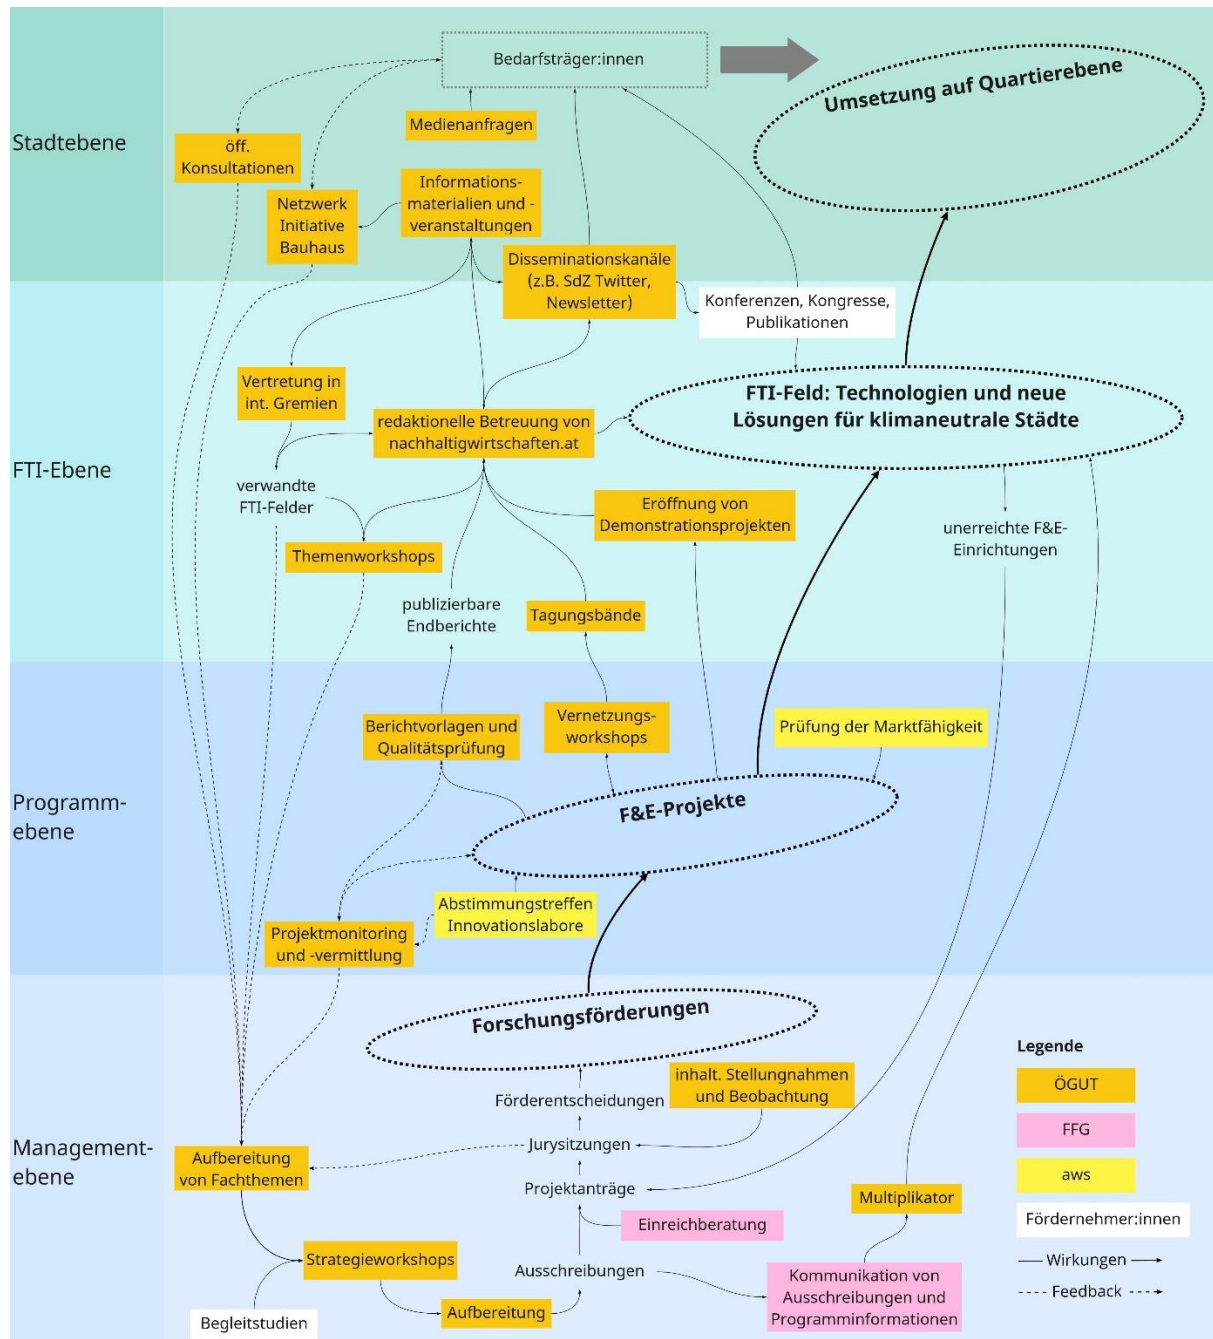 Bedarfsträger:innen
Umsetzung auf Quartierebene
Stadtebene
Medienanfragen
öff.
Konsultationen
Netzwerk
Initiative
Bauhaus
Informations-
materialien und -
veranstaltungen
Disseminationskanäle
(z.B. SdZ Twitter,
Newsletter)
Konferenzen, Kongresse,
Publikationen
FTI-Ebene
Vertretung in
int. Gremien
redaktionelle Betreuung von
nachhaltigwirtschaften.at
FTI-Feld: Technologien und neue
Lösungen für klimaneutrale Städte
verwandte
FTI-Felder
Eröffnung von
Demonstrationsprojekten
unerreichte F&E-
Einrichtungen
Themenworkshops
publizierbare
Endberichte
Tagungsbände
Programm-
ebene
Berichtvorlagen und
Qualitätsprüfung
Vernetzungs-
workshops
Prüfung der Marktfähigkeit
F&E-Projekte
Abstimmungstreffen
Innovationslabore
Projektmonitoring
und -vermittlung
Management-
ebene
Forschungsförderungen
inhalt. Stellungnahmen
und Beobachtung
Förderentscheidungen
Jurysitzungen
Aufbereitung
von Fachthemen
Projektanträge
Einreichberatung
Multiplikator
Strategieworkshops
Ausschreibungen
Kommunikation von
Ausschreibungen und
Programminformationen
Aufbereitung
Begleitstudien
Legende
ÖGUT
FFG
aws
Fördernehmer:innen
Wirkungen
Feedback